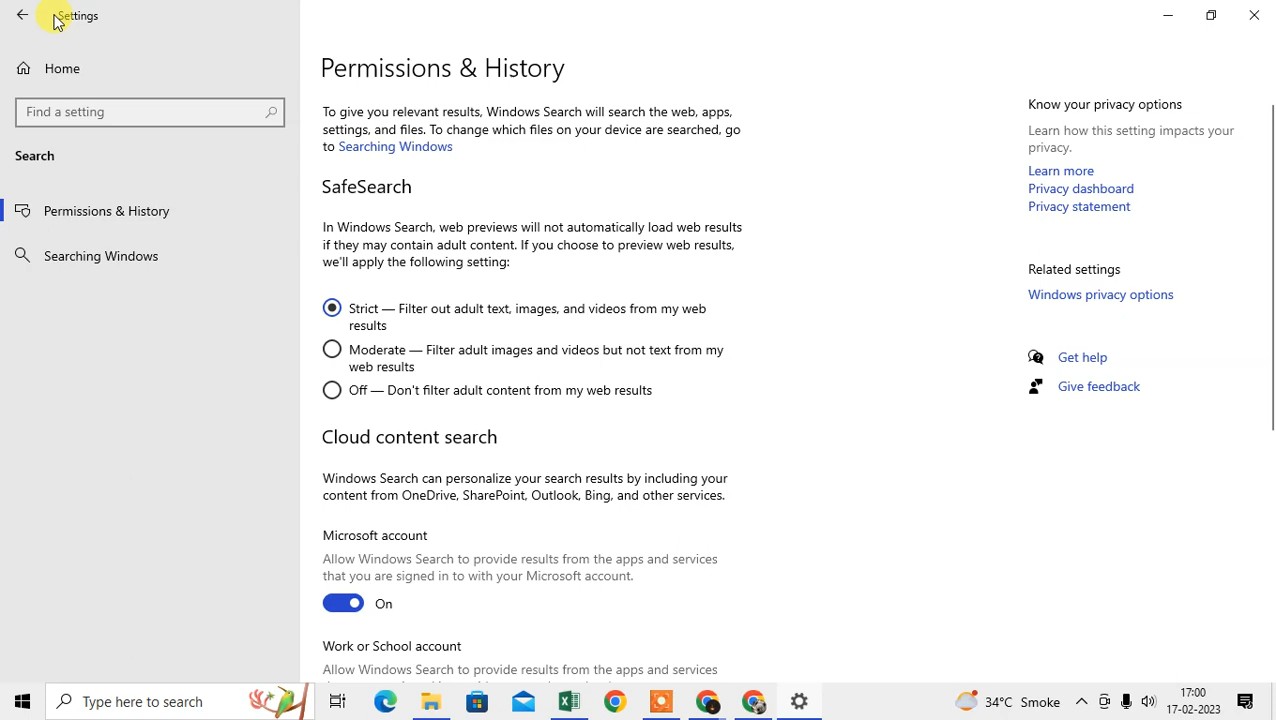 Settings
Home
Find a setting
Search
Permissions & History
Searching Windows
Permissions & History
To give you relevant results, Windows Search will search the web, apps,
settings, and files. To change which files on your device are searched, go
to Searching Windows
SafeSearch
In Windows Search, web previews will not automatically load web results
if they may contain adult content. If you choose to preview web results,
we'll apply the following setting:
Strict — Filter out adult text, images, and videos from my web
results
Moderate — Filter adult images and videos but not text from my
web results
Off — Don't filter adult content from my web results
Cloud content search
Windows Search can personalize your search results by including your
content from OneDrive, SharePoint, Outlook, Bing, and other services.
Microsoft account
Allow Windows Search to provide results from the apps and services
that you are signed in to with your Microsoft account.
On
Work or School account
Allow Windows Search to provide results from the apps and services
Know your privacy options
Learn how this setting impacts your
privacy.
Learn more
Privacy dashboard
Privacy statement
Related settings
Windows privacy options
Get help
Give feedback
Type here to search
34°C Smoke
17:00
17-02-2023